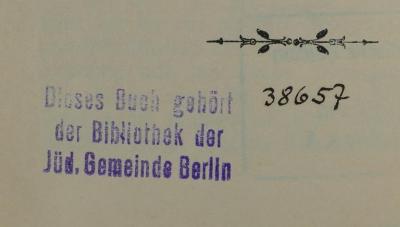 Dieses Buch gehört
der Bibliothek der
Jüd. Gemeinde Berlin
38657